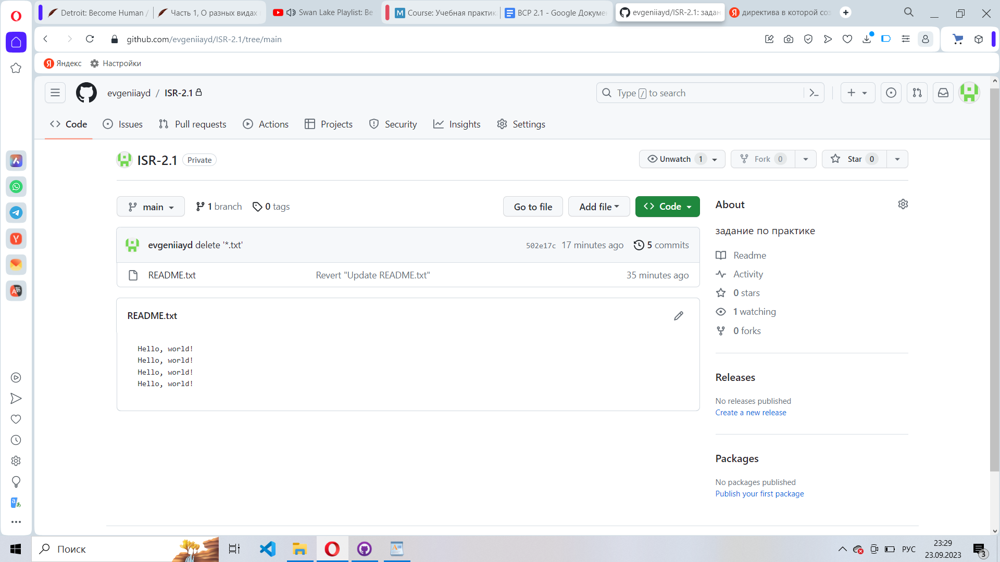 Detroit: Become Human /
Часть 1, О разных видах
Swan Lake Playlist: Be
Course: Учебная практик
ВСР 2.1 - Google Докуме
evgeniiayd/ISR-2.1: задан
директива в которой соз
github.com/evgeniiayd/ISR-2.1/tree/main
Яндекс Настройки
evgeniiayd / ISR-2.1
Type / to search
Code Issues Pull requests Actions Projects Security Insights Settings
ISR-2.1 Private
Unwatch 1 Fork 0 Star 0
main 1 branch 0 tags
Go to file Add file Code
About
задание по практике
evgeniiayd delete '*.txt' 502e17c 17 minutes ago 5 commits
Readme
README.txt Revert "Update README.txt" 35 minutes ago
Activity
0 stars
1 watching
0 forks
README.txt
Hello, world!
Hello, world!
Hello, world!
Hello, world!
Releases
No releases published
Create a new release
Packages
No packages published
Publish your first package
Поиск
РУС
23:29
23.09.2023
3